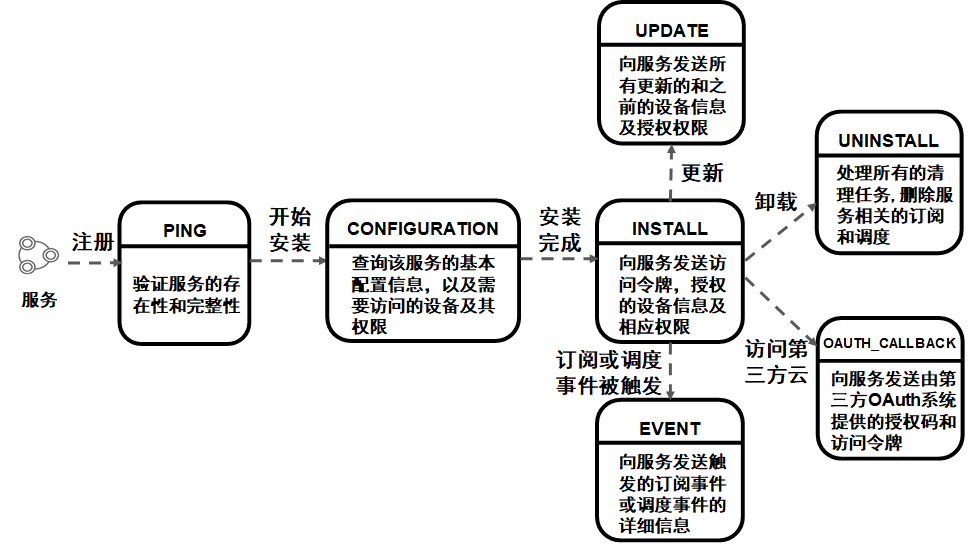 服务
注册
PING
验证服务的存
在性和完整性
开始
安装
CONFIGURATION
查询该服务的基本
配置信息，以及需
要访问的设备及其
权限
安装
完成
INSTALL
向服务发送访
问令牌，授权
的设备信息及
相应权限
更新
UPDATE
向服务发送所
有更新的和之
前的设备信息
及授权权限
卸载
UNINSTALL
处理所有的清
理任务, 删除服
务相关的订阅
和调度
访问第
三方云
OAUTH_CALLBACK
向服务发送由第
三方OAuth系统
提供的授权码和
访问令牌
订阅或调度
事件被触发
EVENT
向服务发送触
发的订阅事件
或调度事件的
详细信息